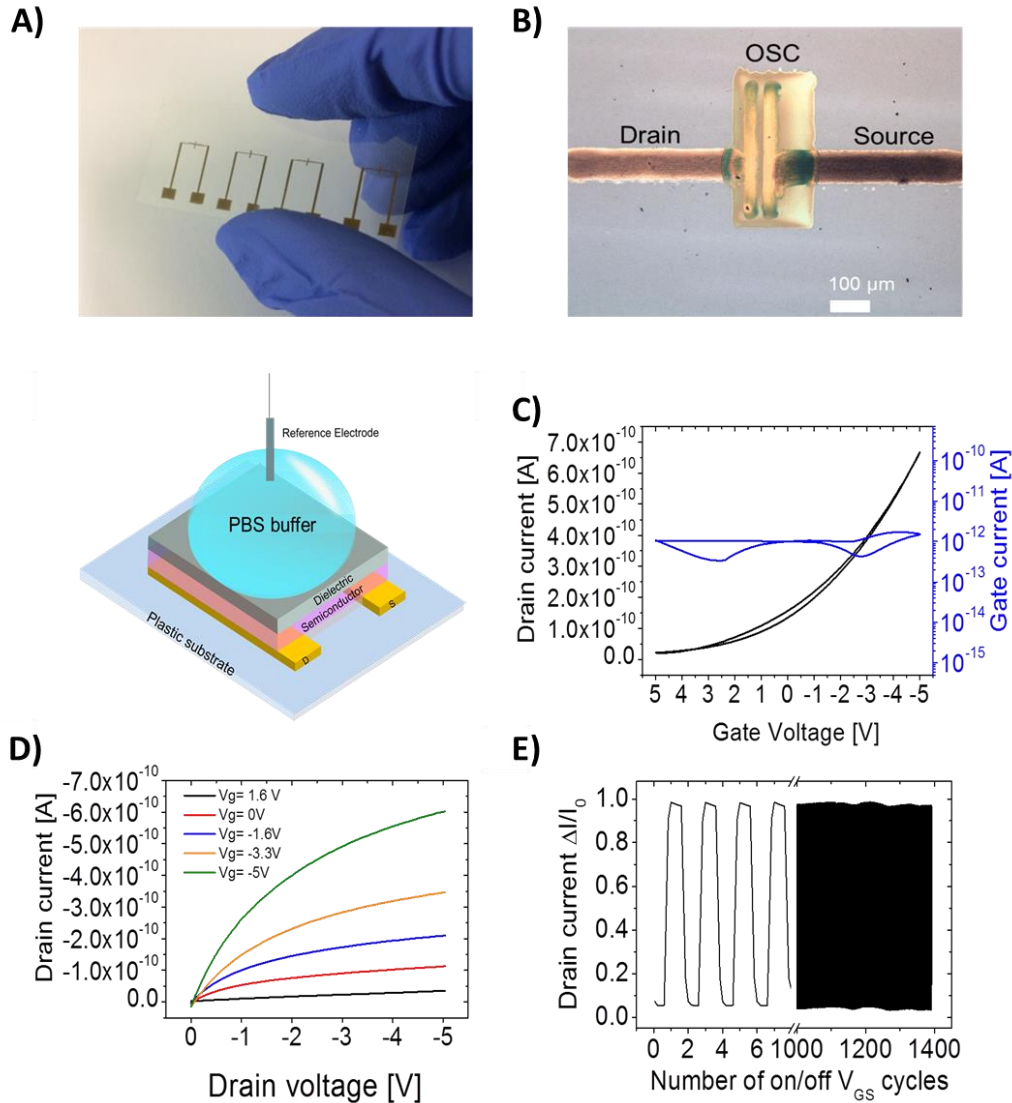 A)
B)
OSC
Drain
Source
100 µm
Reference Electrode
PBS buffer
Dielectric
Semiconductor
S
D
Plastic substrate
C)
Drain current [A]
7.0x10⁻¹⁰
6.0x10⁻¹⁰
5.0x10⁻¹⁰
4.0x10⁻¹⁰
3.0x10⁻¹⁰
2.0x10⁻¹⁰
1.0x10⁻¹⁰
0.0
5 4 3 2 1 0 -1 -2 -3 -4 -5
Gate Voltage [V]
10⁻¹⁰
10⁻¹¹
10⁻¹²
10⁻¹³
10⁻¹⁴
10⁻¹⁵
Gate current [A]
D)
Drain current [A]
-7.0x10⁻¹⁰
-6.0x10⁻¹⁰
-5.0x10⁻¹⁰
-4.0x10⁻¹⁰
-3.0x10⁻¹⁰
-2.0x10⁻¹⁰
-1.0x10⁻¹⁰
0.0
Vg= 1.6 V
Vg= 0V
Vg= -1.6V
Vg= -3.3V
Vg= -5V
0 -1 -2 -3 -4 -5
Drain voltage [V]
E)
Drain current ΔI/I₀
1.0
0.8
0.6
0.4
0.2
0.0
0 2 4 6 8 1000 1200 1400
Number of on/off V_GS cycles